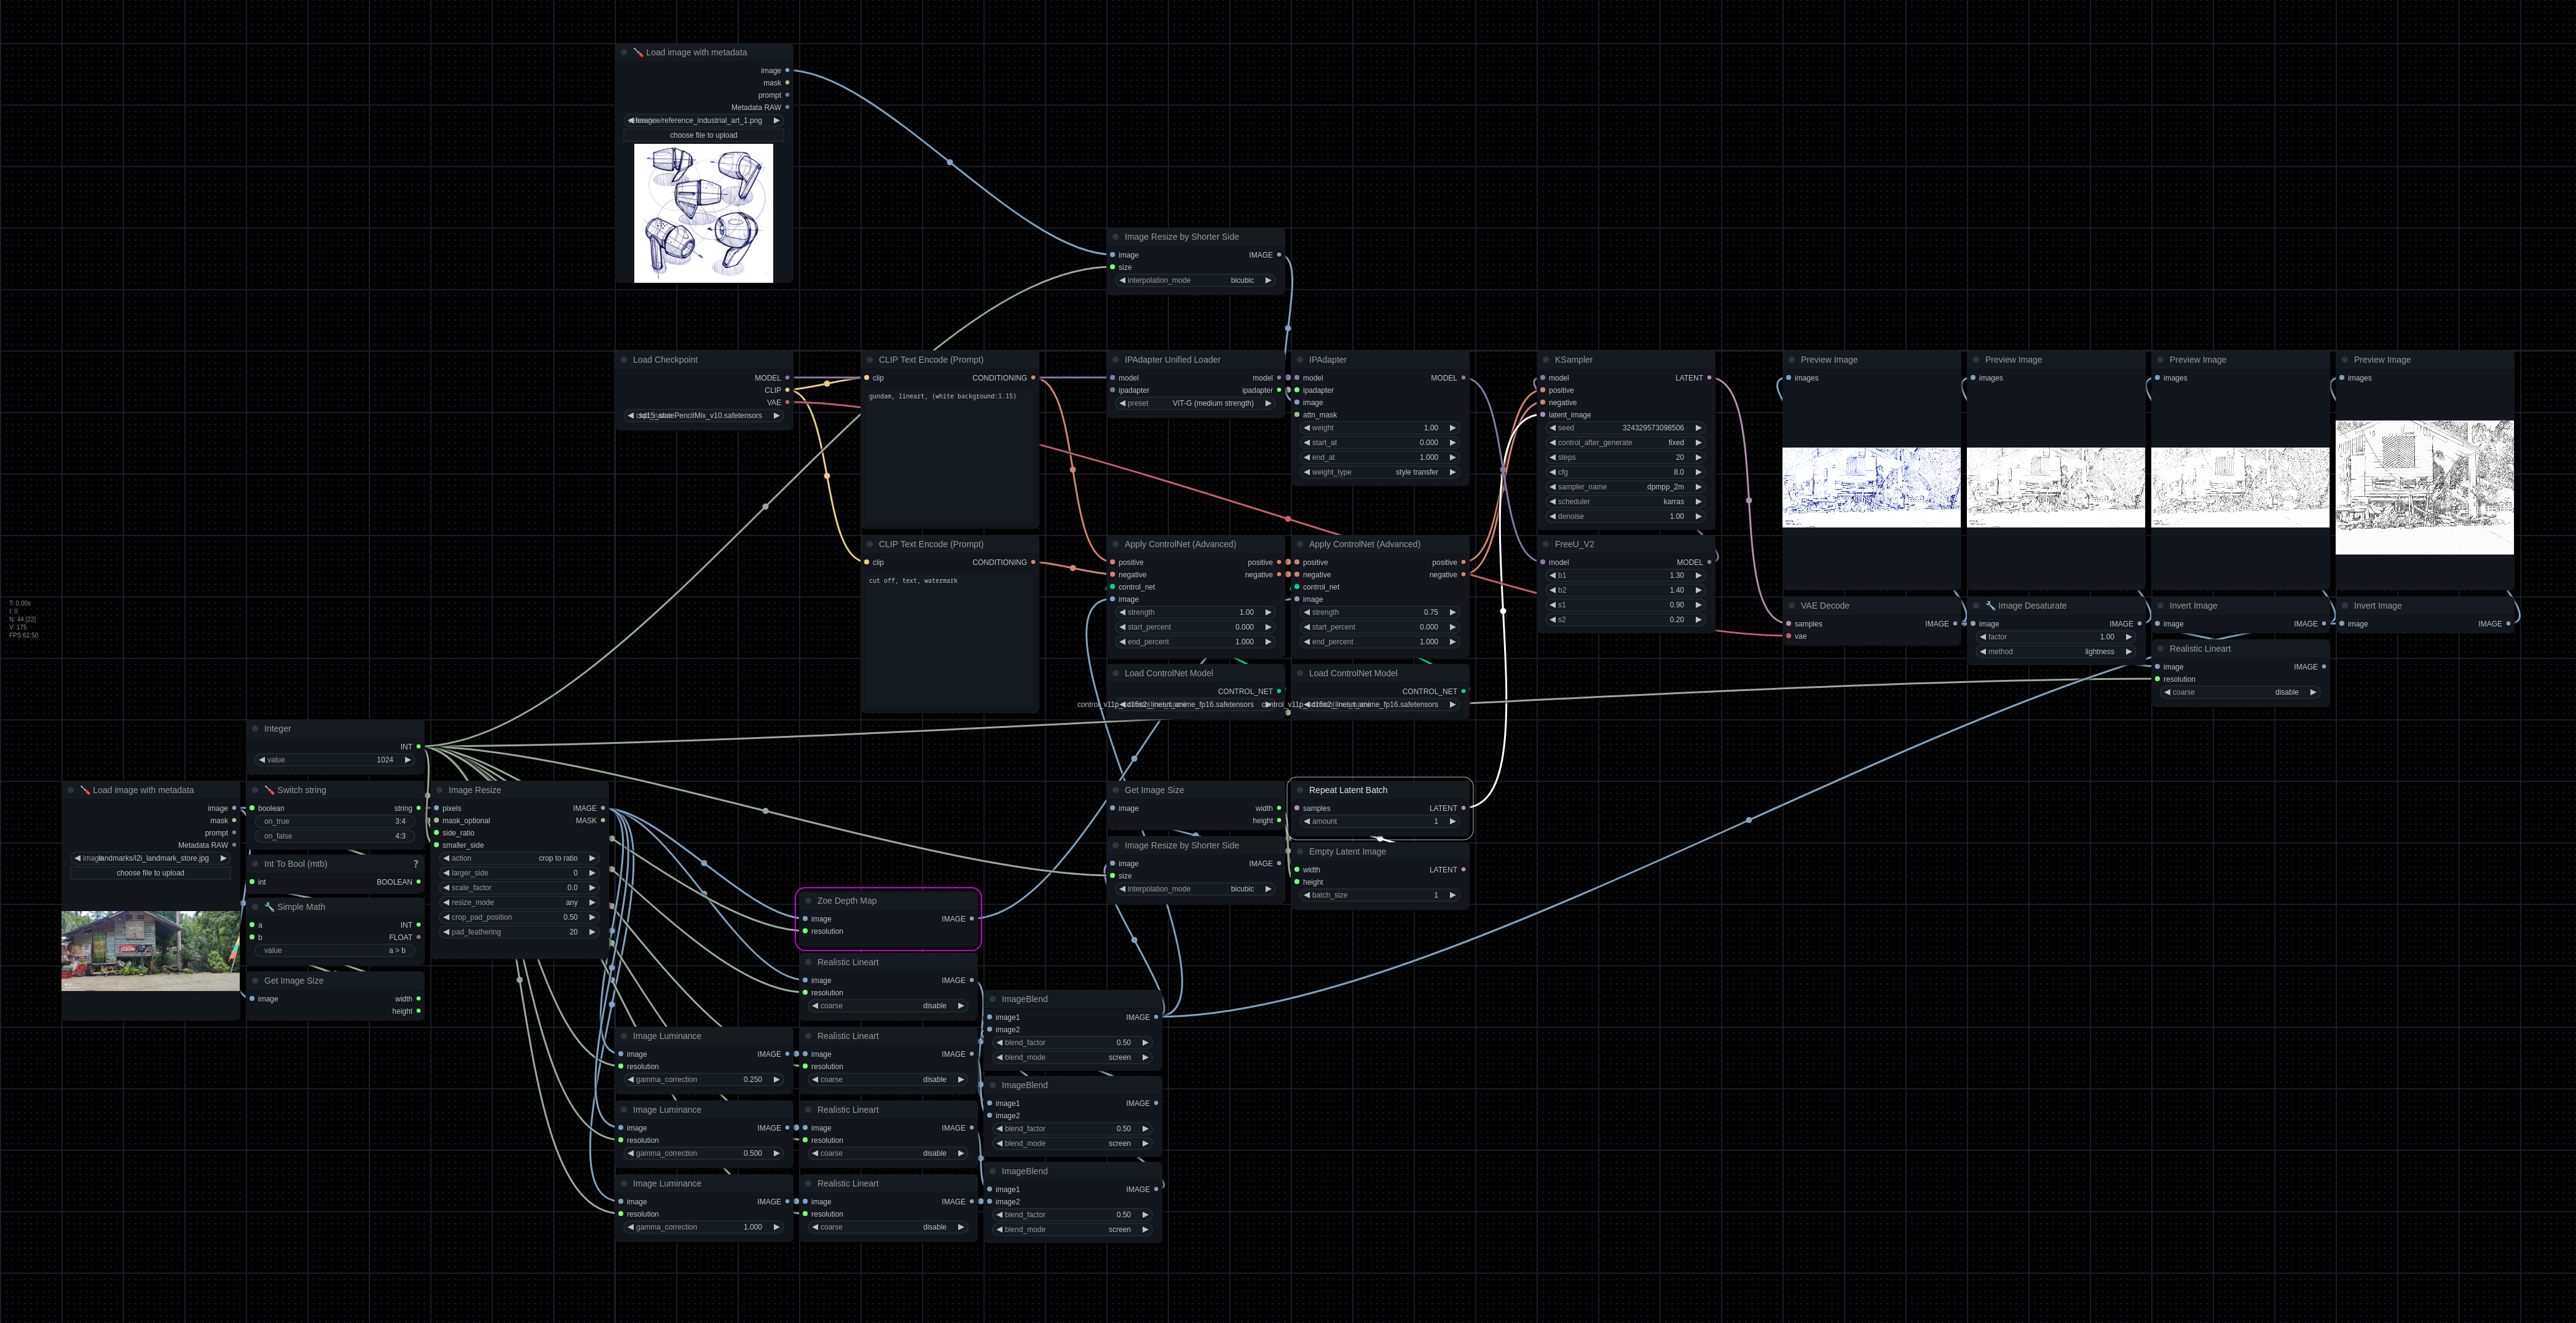 Load image with metadata
image
mask
prompt
Metadata RAW
/reference_industrial_art_1.png
choose file to upload
Image Resize by Shorter Side
image IMAGE
size
interpolation_mode bicubic
Load Checkpoint
MODEL
CLIP
VAE
PencilMix_v10.safetensors
CLIP Text Encode (Prompt)
clip CONDITIONING
gundam, lineart, (white background:1.15)
IPAdapter Unified Loader
model model
ipadapter ipadapter
preset VIT-G (medium strength)
IPAdapter
model MODEL
ipadapter
image
attn_mask
weight 1.00
start_at 0.000
end_at 1.000
weight_type style transfer
KSampler
model LATENT
positive
negative
latent_image
seed 324329573098506
control_after_generate fixed
steps 20
cfg 8.0
sampler_name dpmpp_2m
scheduler karras
denoise 1.00
Preview Image
images
Preview Image
images
Preview Image
images
Preview Image
images
CLIP Text Encode (Prompt)
clip CONDITIONING
cut off, text, watermark
Apply ControlNet (Advanced)
positive positive
negative negative
control_net
image
strength 1.00
start_percent 0.000
end_percent 1.000
Apply ControlNet (Advanced)
positive positive
negative negative
control_net
image
strength 0.75
start_percent 0.000
end_percent 1.000
FreeU_V2
model MODEL
b1 1.30
b2 1.40
s1 0.90
s2 0.20
VAE Decode
samples IMAGE
vae
Image Desaturate
image IMAGE
factor 1.00
method lightness
Invert Image
image IMAGE
Invert Image
image IMAGE
Realistic Lineart
image IMAGE
resolution
coarse disable
T: 0.00s
I: 0
N: 44 [22]
V: 175
FPS:62.50
Load ControlNet Model
CONTROL_NET
Load ControlNet Model
CONTROL_NET
anime_fp16.safetensors
Integer
INT
value 1024
Load image with metadata
image
mask
prompt
Metadata RAW
landmarks/i2i_landmark_store.jpg
choose file to upload
Switch string
boolean string
on_true 3:4
on_false 4:3
Int To Bool (mtb) ?
int BOOLEAN
Simple Math
a INT
b FLOAT
value a > b
Get Image Size
image width
height
Image Resize
pixels IMAGE
mask_optional MASK
side_ratio
smaller_side
action crop to ratio
larger_side 0
scale_factor 0.0
resize_mode any
crop_pad_position 0.50
pad_feathering 20
Get Image Size
image width
height
Repeat Latent Batch
samples LATENT
amount 1
Image Resize by Shorter Side
image IMAGE
size
interpolation_mode bicubic
Empty Latent Image
width LATENT
height
batch_size 1
Zoe Depth Map
image IMAGE
resolution
Realistic Lineart
image IMAGE
resolution
coarse disable
ImageBlend
image1 IMAGE
image2
blend_factor 0.50
blend_mode screen
Image Luminance
image IMAGE
resolution
gamma_correction 0.250
Realistic Lineart
image IMAGE
resolution
coarse disable
ImageBlend
image1 IMAGE
image2
blend_factor 0.50
blend_mode screen
Image Luminance
image IMAGE
resolution
gamma_correction 0.500
Realistic Lineart
image IMAGE
resolution
coarse disable
ImageBlend
image1 IMAGE
image2
blend_factor 0.50
blend_mode screen
Image Luminance
image IMAGE
resolution
gamma_correction 1.000
Realistic Lineart
image IMAGE
resolution
coarse disable